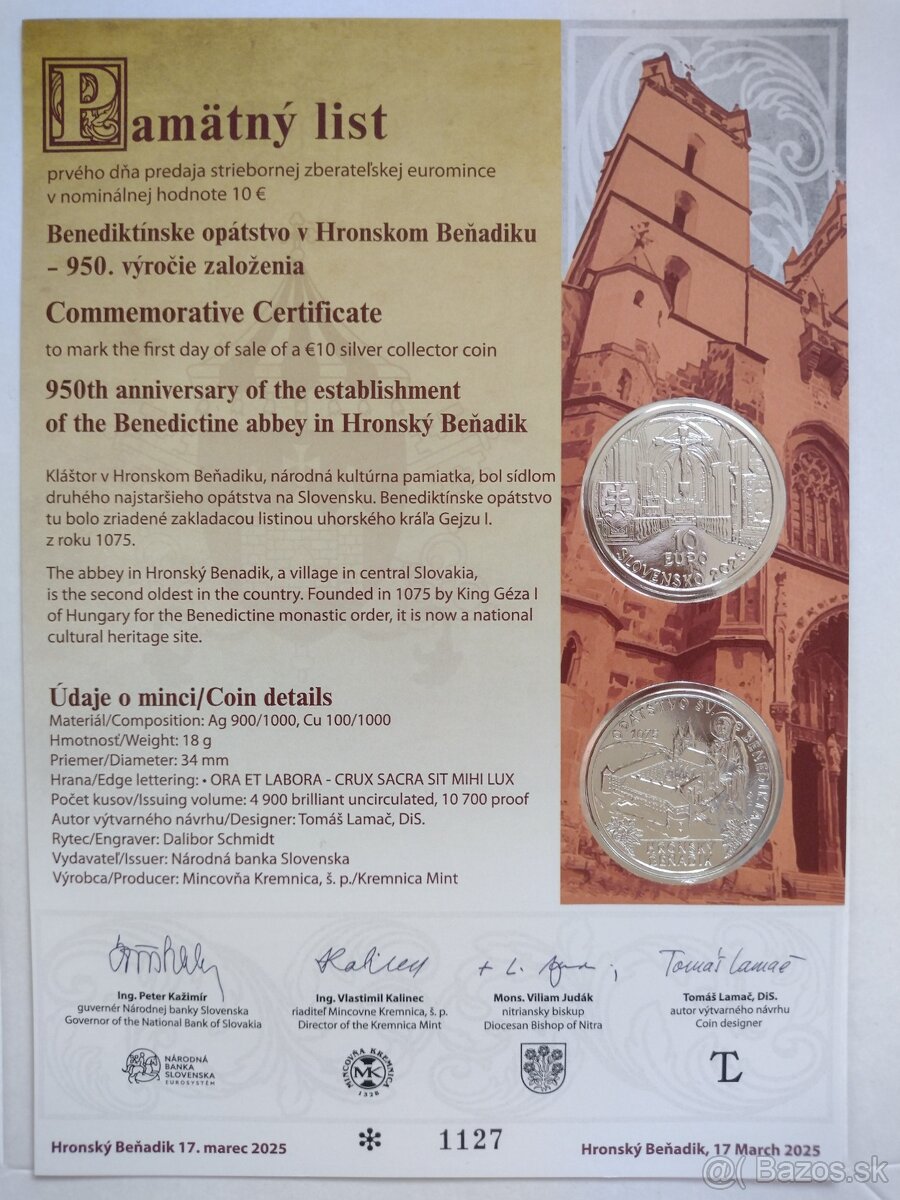 Pamätný list
prvého dňa predaja striebornej zberateľskej euromince
v nominálnej hodnote 10 €
Benediktínske opátstvo v Hronskom Beňadiku
– 950. výročie založenia
Commemorative Certificate
to mark the first day of sale of a €10 silver collector coin
950th anniversary of the establishment
of the Benedictine abbey in Hronský Beňadik
Kláštor v Hronskom Beňadiku, národná kultúrna pamiatka, bol sídlom
druhého najstaršieho opátstva na Slovensku. Benediktínske opátstvo
tu bolo zriadené zakladacou listinou uhorského kráľa Gejzu I.
z roku 1075.
The abbey in Hronský Benadik, a village in central Slovakia,
is the second oldest in the country. Founded in 1075 by King Géza I
of Hungary for the Benedictine monastic order, it is now a national
cultural heritage site.
10
EURO
SLOVENSKO 2025
OPÁTSTVO SV. BENEDIKTA
1075
HRONSKÝ
BEŇADIK
Údaje o minci/Coin details
Materiál/Composition: Ag 900/1000, Cu 100/1000
Hmotnosť/Weight: 18 g
Priemer/Diameter: 34 mm
Hrana/Edge lettering: • ORA ET LABORA - CRUX SACRA SIT MIHI LUX
Počet kusov/Issuing volume: 4 900 brilliant uncirculated, 10 700 proof
Autor výtvarného návrhu/Designer: Tomáš Lamač, DiS.
Rytec/Engraver: Dalibor Schmidt
Vydavateľ/Issuer: Národná banka Slovenska
Výrobca/Producer: Mincovňa Kremnica, š. p./Kremnica Mint
Tomáš Lamač
Ing. Peter Kažimír
guvernér Národnej banky Slovenska
Governor of the National Bank of Slovakia
Ing. Vlastimil Kalinec
riaditeľ Mincovne Kremnica, š. p.
Director of the Kremnica Mint
Mons. Viliam Judák
nitriansky biskup
Diocesan Bishop of Nitra
Tomáš Lamač, DiS.
autor výtvarného návrhu
Coin designer
NÁRODNÁ
BANKA
SLOVENSKA
EUROSYSTÉM
MINCOVŇA KREMNICA
MK
1328
TL
Hronský Beňadik 17. marec 2025
1127
Hronský Beňadik, 17 March 2025
@( Bazos.sk